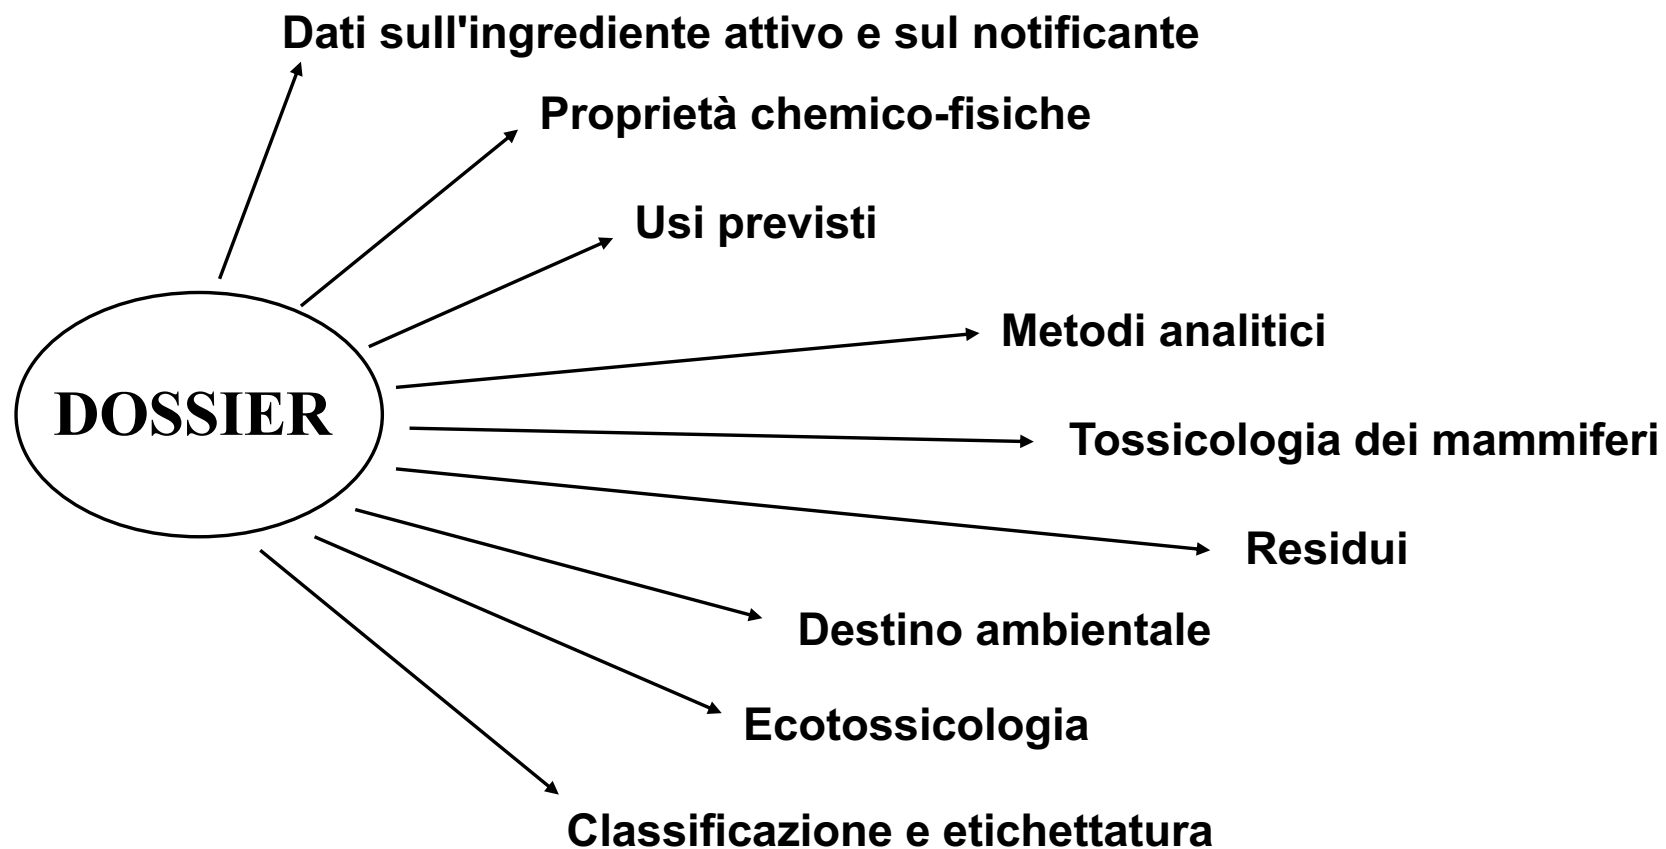 Dati sull'ingrediente attivo e sul notificante
Proprietà chemico-fisiche
Usi previsti
Metodi analitici
DOSSIER
Tossicologia dei mammiferi
Residui
Destino ambientale
Ecotossicologia
Classificazione e etichettatura